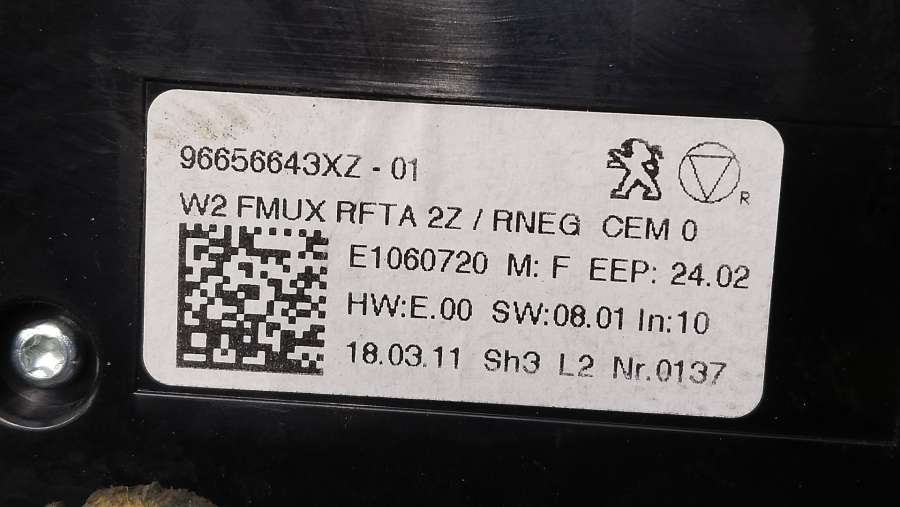 96656643XZ - 01
W2 FMUX RFTA 2Z / RNEG CEM 0
E1060720 M: F EEP: 24.02
HW:E.00 SW:08.01 In:10
18.03.11 Sh3 L2 Nr.0137
R